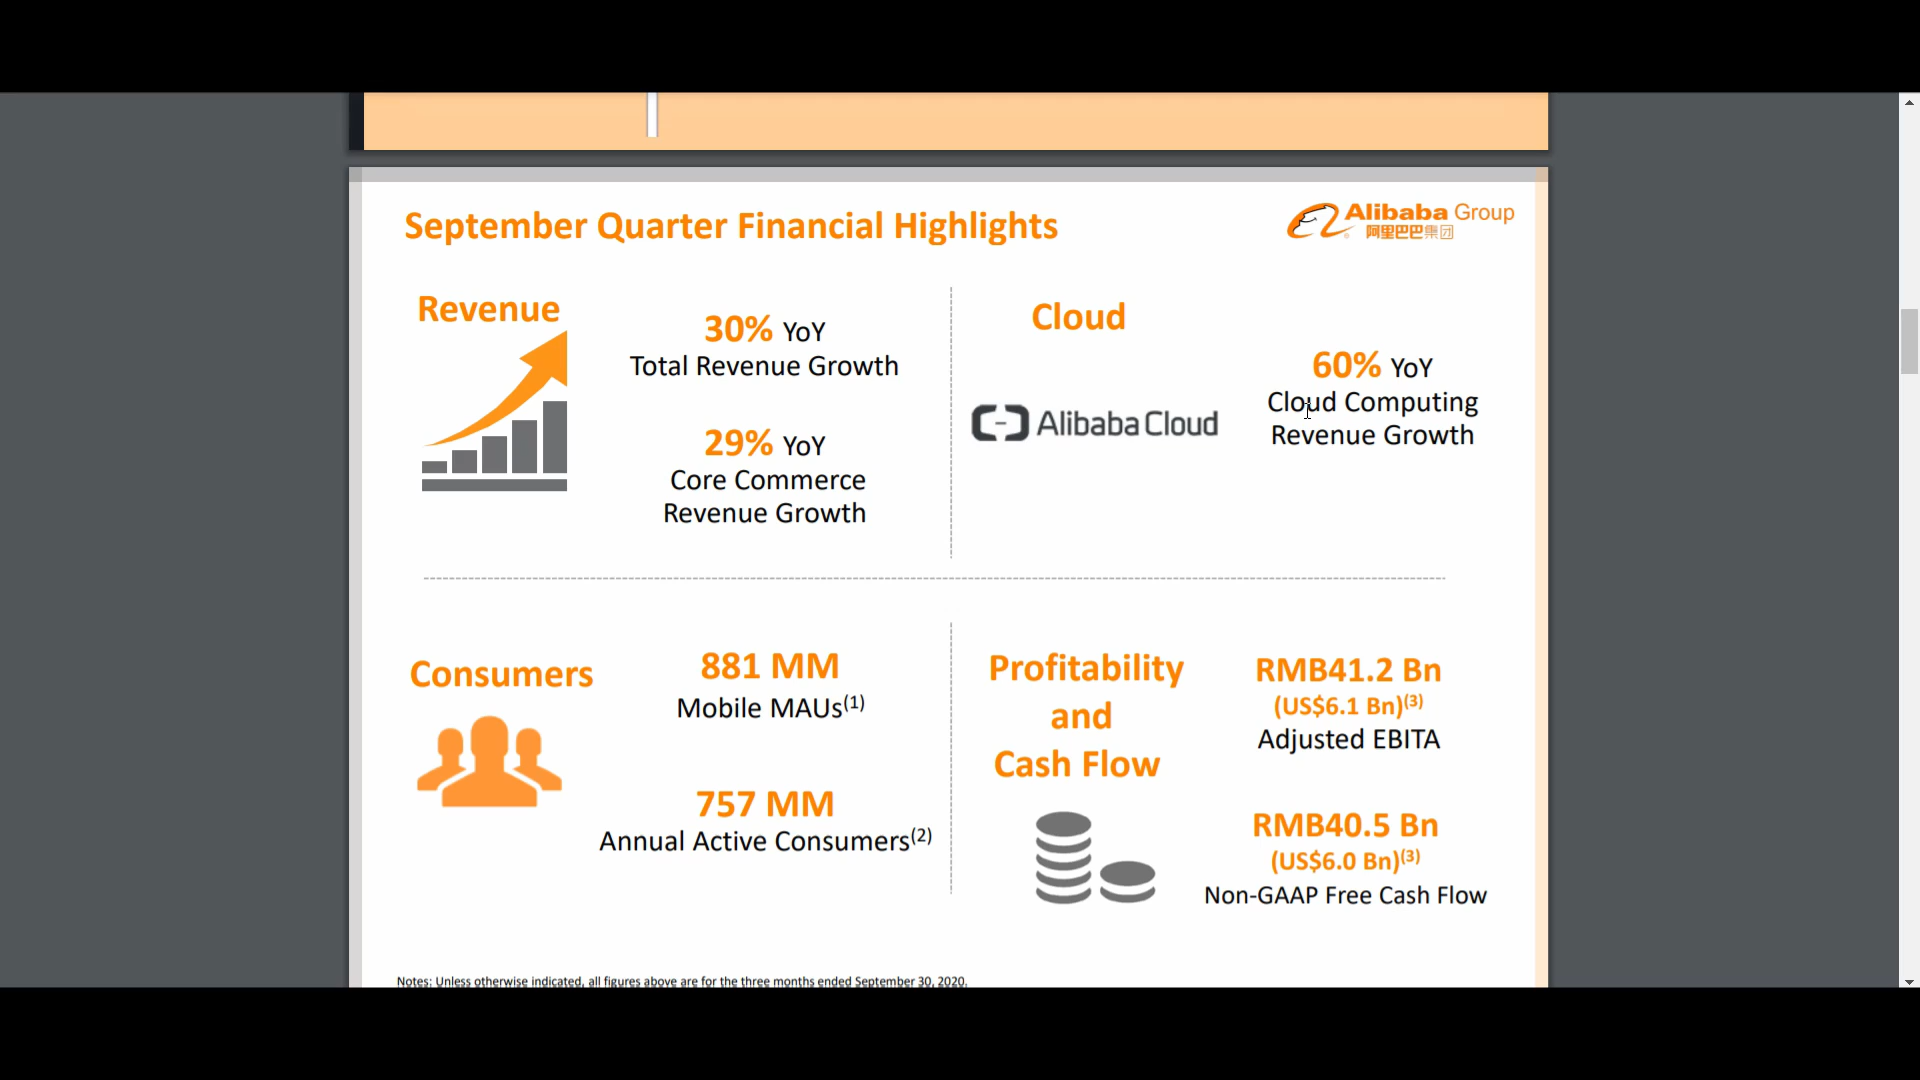 September Quarter Financial Highlights
Alibaba Group
阿里巴巴集团
Revenue
30% YoY
Total Revenue Growth
29% YoY
Core Commerce
Revenue Growth
Cloud
Alibaba Cloud
60% YoY
Cloud Computing
Revenue Growth
Consumers
881 MM
Mobile MAUs(1)
757 MM
Annual Active Consumers(2)
Profitability
and
Cash Flow
RMB41.2 Bn
(US$6.1 Bn)(3)
Adjusted EBITA
RMB40.5 Bn
(US$6.0 Bn)(3)
Non-GAAP Free Cash Flow
Notes: Unless otherwise indicated, all figures above are for the three months ended September 30, 2020.